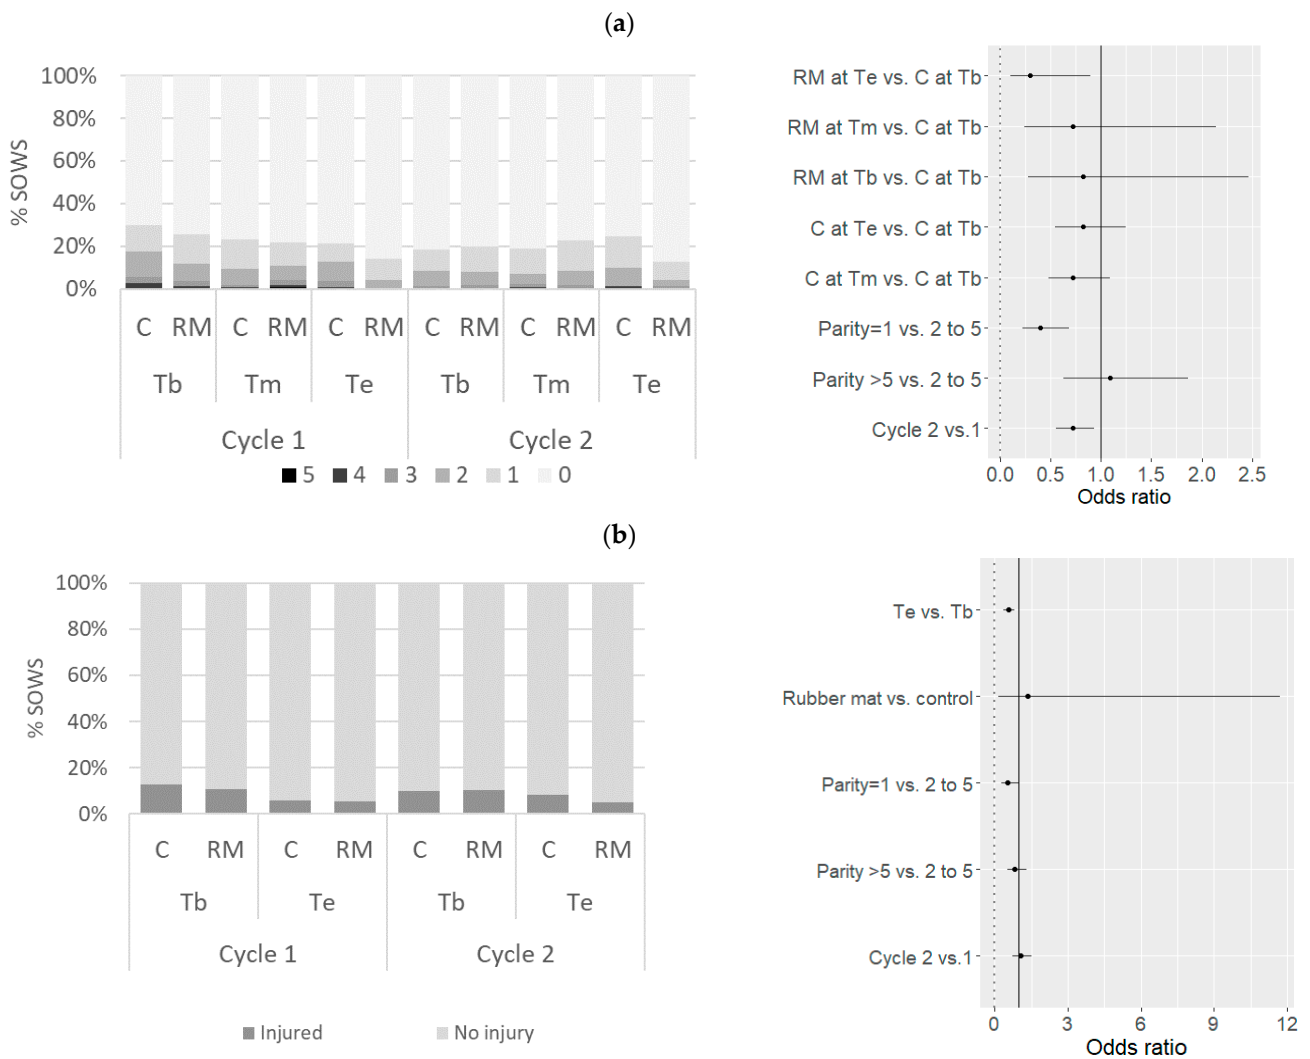 (a)
100%
80%
60%
40%
20%
0%
% SOWS
C RM C RM C RM C RM C RM C RM
Tb Tm Te Tb Tm Te
Cycle 1 Cycle 2
5 4 3 2 1 0
RM at Te vs. C at Tb
RM at Tm vs. C at Tb
RM at Tb vs. C at Tb
C at Te vs. C at Tb
C at Tm vs. C at Tb
Parity=1 vs. 2 to 5
Parity >5 vs. 2 to 5
Cycle 2 vs.1
0.0 0.5 1.0 1.5 2.0 2.5
Odds ratio
(b)
100%
80%
60%
40%
20%
0%
% SOWS
C RM C RM C RM C RM
Tb Te Tb Te
Cycle 1 Cycle 2
Injured No injury
Te vs. Tb
Rubber mat vs. control
Parity=1 vs. 2 to 5
Parity >5 vs. 2 to 5
Cycle 2 vs.1
0 3 6 9 12
Odds ratio